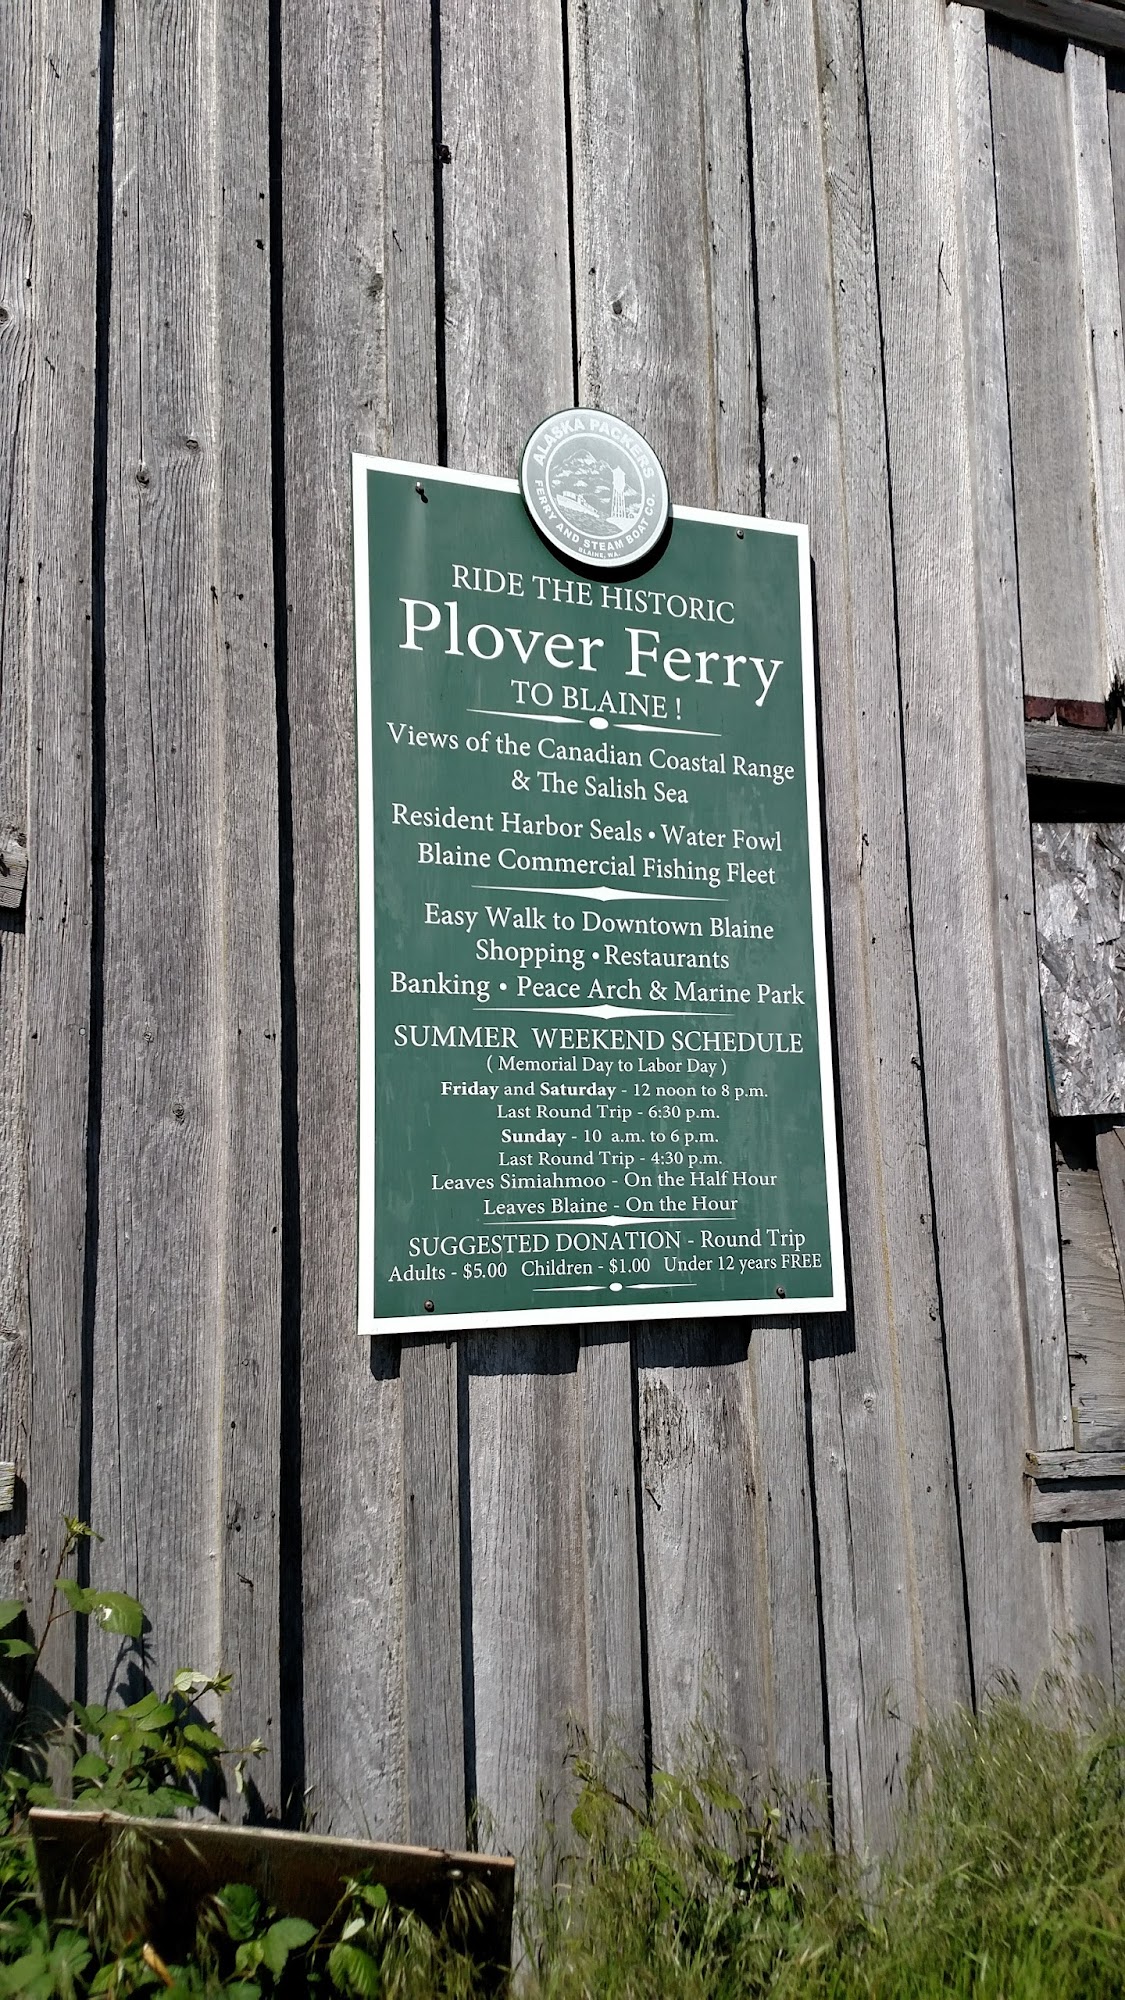 ALASKA PACKERS
FERRY AND STEAM BOAT CO.
BLAINE, WA.
RIDE THE HISTORIC
Plover Ferry
TO BLAINE !
Views of the Canadian Coastal Range
& The Salish Sea
Resident Harbor Seals • Water Fowl
Blaine Commercial Fishing Fleet
Easy Walk to Downtown Blaine
Shopping • Restaurants
Banking • Peace Arch & Marine Park
SUMMER WEEKEND SCHEDULE
( Memorial Day to Labor Day )
Friday and Saturday - 12 noon to 8 p.m.
Last Round Trip - 6:30 p.m.
Sunday - 10 a.m. to 6 p.m.
Last Round Trip - 4:30 p.m.
Leaves Simiahmoo - On the Half Hour
Leaves Blaine - On the Hour
SUGGESTED DONATION - Round Trip
Adults - $5.00 Children - $1.00 Under 12 years FREE